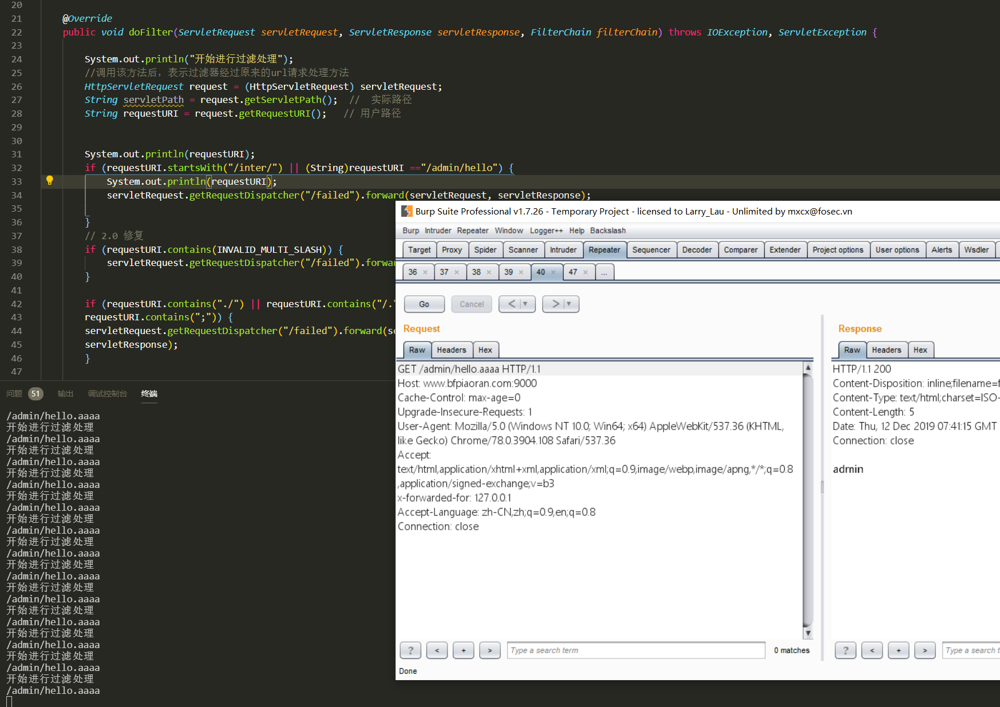 20
21 @Override
22 public void doFilter(ServletRequest servletRequest, ServletResponse servletResponse, FilterChain filterChain) throws IOException, ServletException {
23
24 System.out.println("开始进行过滤处理");
25 //调用该方法后，表示过滤器经过原来的url请求处理方法
26 HttpServletRequest request = (HttpServletRequest) servletRequest;
27 String servletPath = request.getServletPath(); // 实际路径
28 String requestURI = request.getRequestURI(); // 用户路径
29
30
31 System.out.println(requestURI);
32 if (requestURI.startsWith("/inter/") || (String)requestURI =="/admin/hello") {
33 System.out.println(requestURI);
34 servletRequest.getRequestDispatcher("/failed").forward(servletRequest, servletResponse);
35
36 }
37 // 2.0 修复
38 if (requestURI.contains(INVALID_MULTI_SLASH)) {
39 servletRequest.getRequestDispatcher("/failed").forwar
40 }
41
42 if (requestURI.contains("./") || requestURI.contains("/."
43 requestURI.contains(";")) {
44 servletRequest.getRequestDispatcher("/failed").forward(se
45 servletResponse);
46 }
47
问题 51 输出 调试控制台 终端
/admin/hello.aaaa
开始进行过滤处理
/admin/hello.aaaa
开始进行过滤处理
/admin/hello.aaaa
开始进行过滤处理
/admin/hello.aaaa
开始进行过滤处理
/admin/hello.aaaa
开始进行过滤处理
/admin/hello.aaaa
开始进行过滤处理
/admin/hello.aaaa
开始进行过滤处理
/admin/hello.aaaa
开始进行过滤处理
/admin/hello.aaaa
开始进行过滤处理
/admin/hello.aaaa
开始进行过滤处理
/admin/hello.aaaa
开始进行过滤处理
/admin/hello.aaaa
开始进行过滤处理
/admin/hello.aaaa
Burp Suite Professional v1.7.26 - Temporary Project - licensed to Larry_Lau - Unlimited by mxcx@fosec.vn
Burp Intruder Repeater Window Logger++ Help Backslash
Target Proxy Spider Scanner Intruder Repeater Sequencer Decoder Comparer Extender Project options User options Alerts Wsdler
36 × 37 × 38 × 39 × 40 × 47 × ...
Go Cancel < ▼ > ▼
Request
Raw Headers Hex
GET /admin/hello.aaaa HTTP/1.1
Host: www.bfpiaoran.com:9000
Cache-Control: max-age=0
Upgrade-Insecure-Requests: 1
User-Agent: Mozilla/5.0 (Windows NT 10.0; Win64; x64) AppleWebKit/537.36 (KHTML,
like Gecko) Chrome/78.0.3904.108 Safari/537.36
Accept:
text/html,application/xhtml+xml,application/xml;q=0.9,image/webp,image/apng,*/*;q=0.8
,application/signed-exchange;v=b3
x-forwarded-for: 127.0.0.1
Accept-Language: zh-CN,zh;q=0.9,en;q=0.8
Connection: close
? < + > Type a search term 0 matches
Done
Response
Raw Headers Hex
HTTP/1.1 200
Content-Disposition: inline;filename=f
Content-Type: text/html;charset=ISO-
Content-Length: 5
Date: Thu, 12 Dec 2019 07:41:15 GMT
Connection: close
admin
? < + > Type a search t